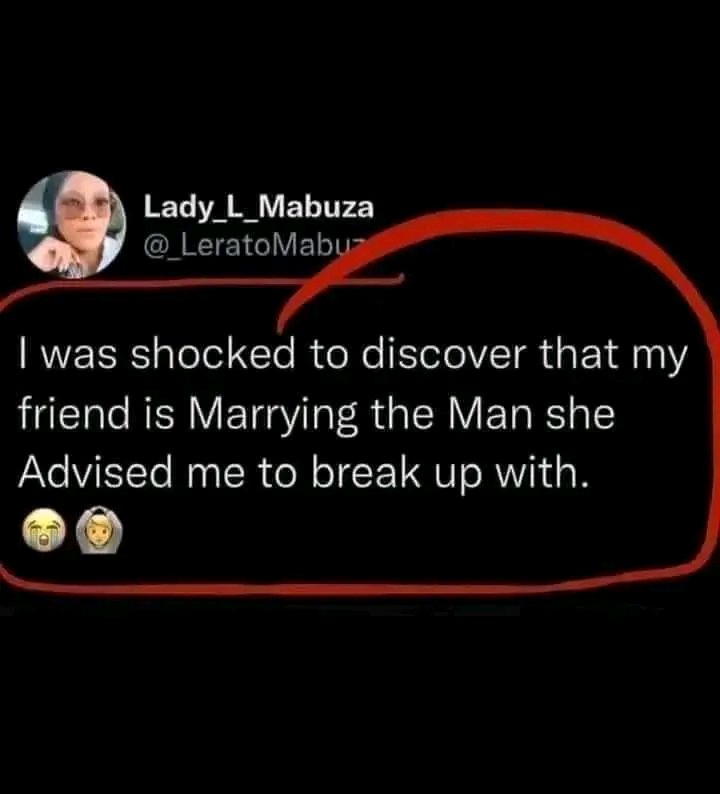 Lady_L_Mabuza
I was shocked to discover that my
friend is Marrying the Man she
Advised me to break up with.
😭🙆